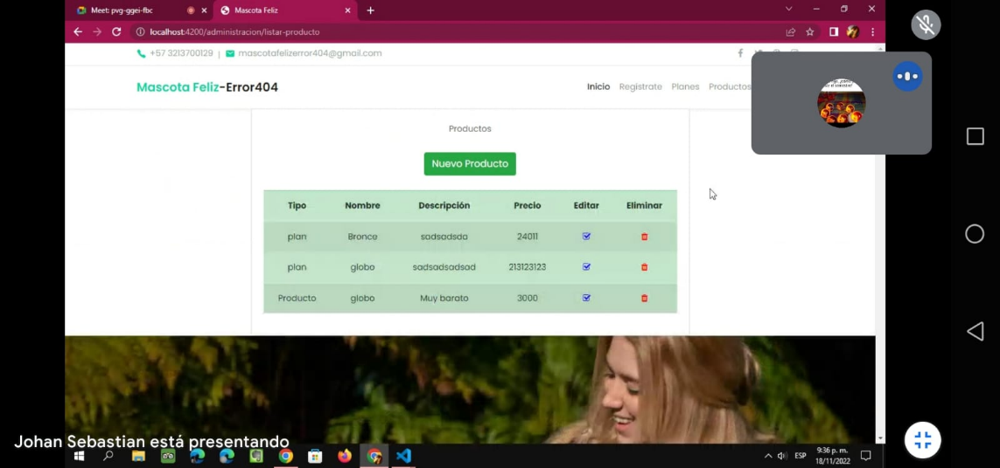 Meet: pvg-ggei-fbc
Mascota Feliz
localhost:4200/administracion/listar-producto
+57 3213700129 | mascotafelizerror404@gmail.com
Mascota Feliz-Error404
Inicio Registrate Planes Productos
Productos
Nuevo Producto
Tipo Nombre Descripción Precio Editar Eliminar
plan Bronce sadsadsda 24011
plan globo sadsadsadsad 213123123
Producto globo Muy barato 3000
Johan Sebastian está presentando
ESP
9:36 p. m.
18/11/2022